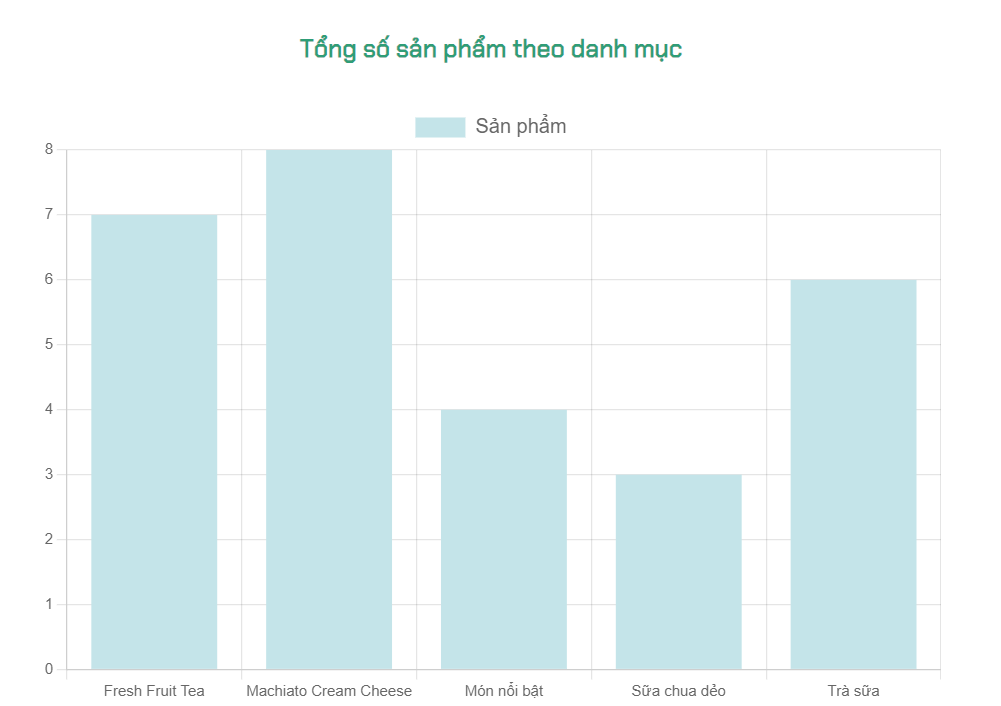 Tổng số sản phẩm theo danh mục
Sản phẩm
8
7
6
5
4
3
2
1
0
Fresh Fruit Tea
Machiato Cream Cheese
Món nổi bật
Sữa chua dẻo
Trà sữa